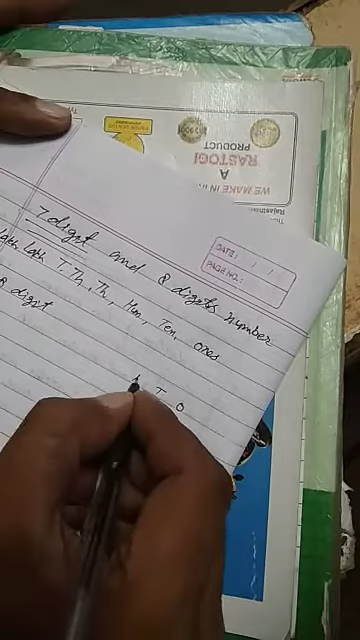 WE MAKE IN IN
A
RASTOGI
PRODUCT
DATE: / /
PAGE NO.:
7 digit and 8 digits number
Lakh T.Th, Th, Hun, Ten, ones
8 digit
T O